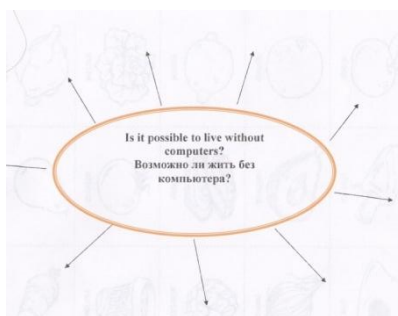 Is it possible to live without
computers?
Возможно ли жить без
компьютера?